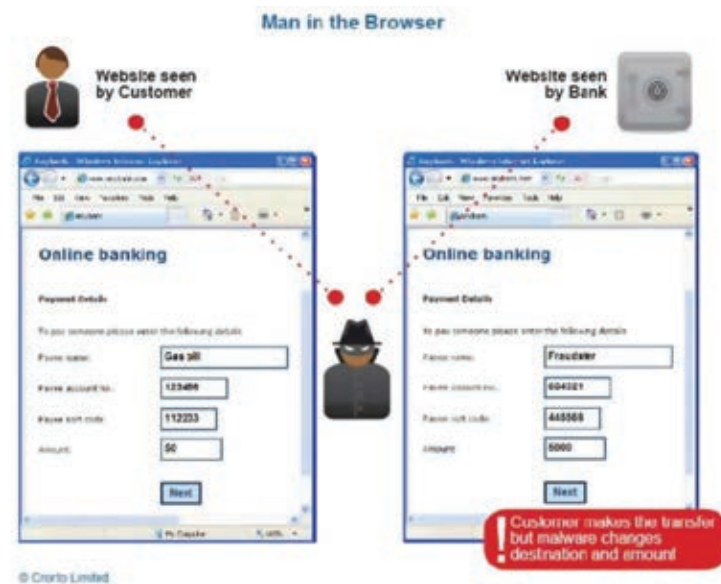 Man in the Browser
Website seen
by Customer
Website seen
by Bank
Online banking
Payment Details
To pay someone please enter the following details
Payee name:
Gas bill
Payee account no.:
123456
Payee sort code:
112233
Amount:
50
Next
My Computer
Online banking
Payment Details
To pay someone please enter the following details
Payee name:
Fraudster
Payee account no.:
654321
Payee sort code:
Amount:
5000
Next
! Customer makes the transfer
but malware changes
destination and amount
© Cronto Limited